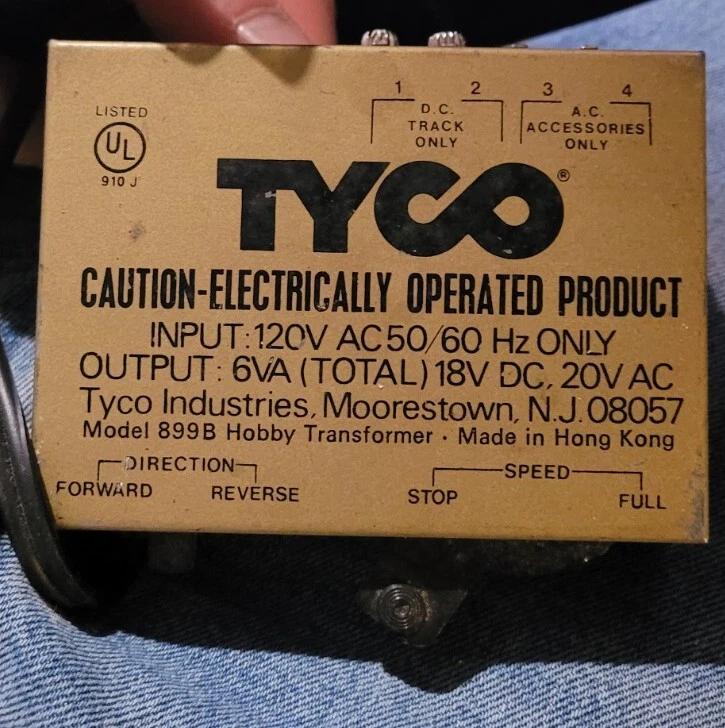 1 2 3 4
LISTED
UL
910 J
D.C.
TRACK
ONLY
A.C.
ACCESSORIES
ONLY
TYCO®
CAUTION-ELECTRICALLY OPERATED PRODUCT
INPUT: 120V AC 50/60 Hz ONLY
OUTPUT: 6VA (TOTAL) 18V DC, 20V AC
Tyco Industries, Moorestown, N.J. 08057
Model 899B Hobby Transformer · Made in Hong Kong
DIRECTION
FORWARD REVERSE
SPEED
STOP FULL